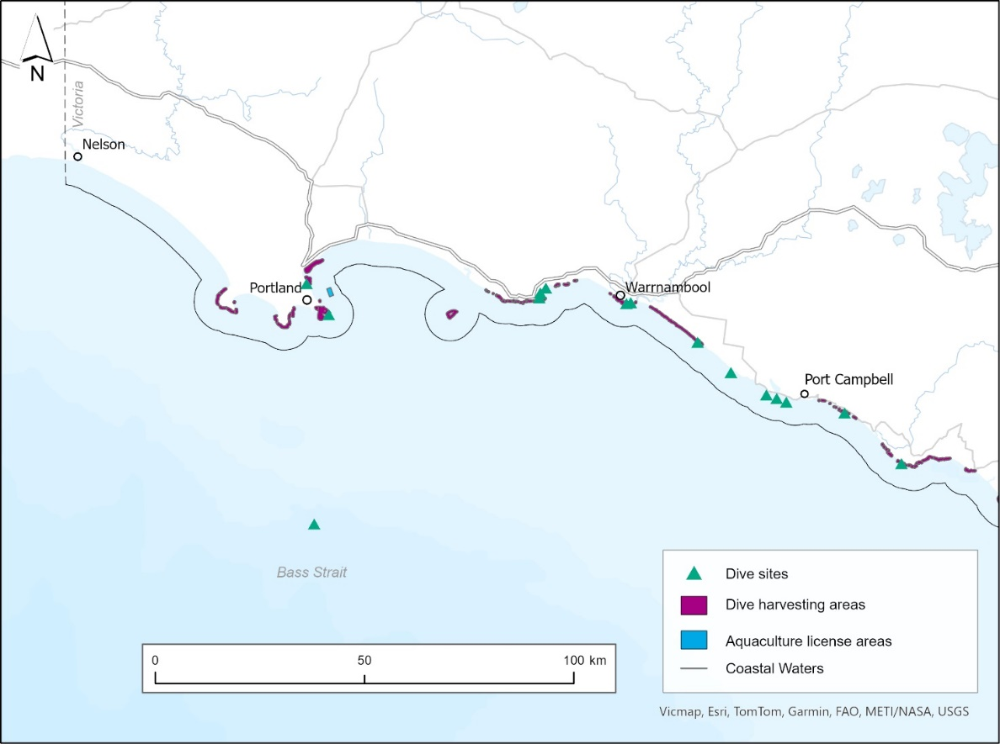 N
Victoria
Nelson
Portland
Warrnambool
Port Campbell
Bass Strait
Dive sites
Dive harvesting areas
Aquaculture license areas
Coastal Waters
0 50 100 km
Vicmap, Esri, TomTom, Garmin, FAO, METI/NASA, USGS